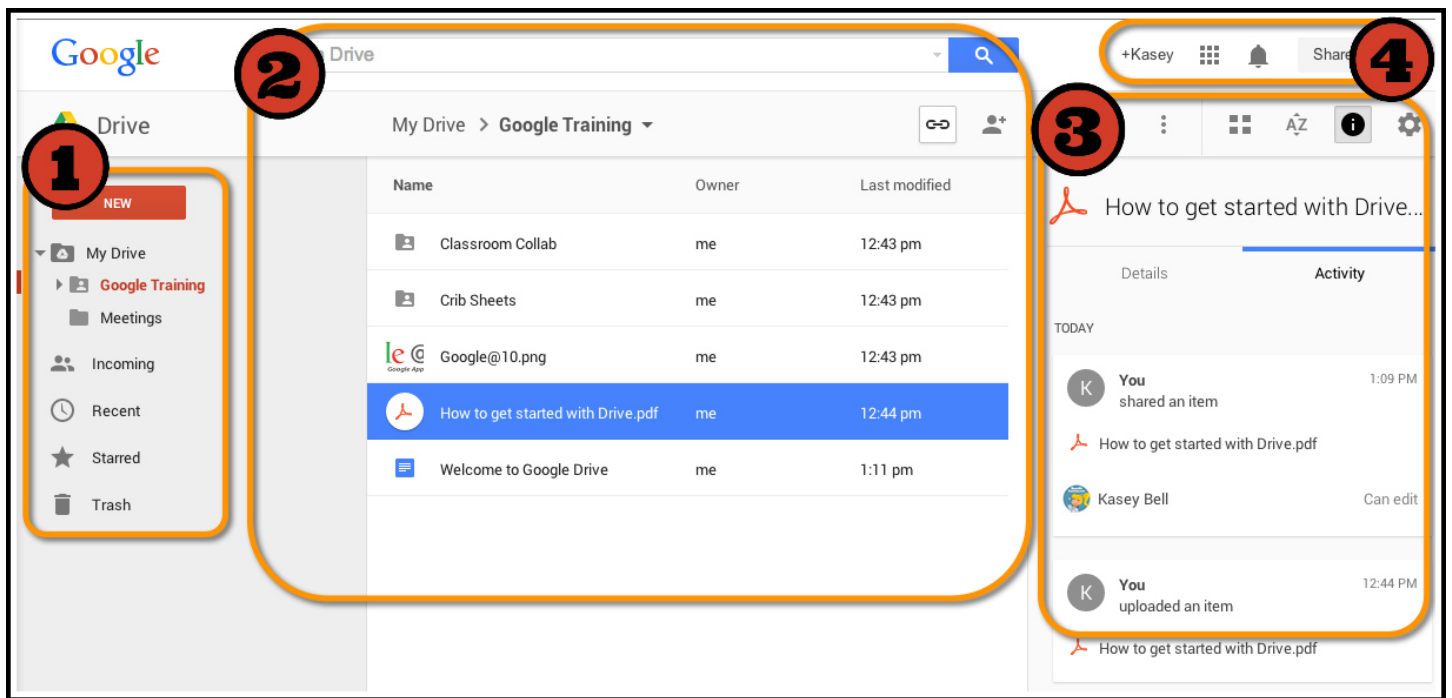 Google
2
Drive
+Kasey
Share
4
Drive
My Drive > Google Training
3
AZ
1
NEW
My Drive
Google Training
Meetings
Incoming
Recent
Starred
Trash
Name Owner Last modified
Classroom Collab me 12:43 pm
Crib Sheets me 12:43 pm
le @
Google App
Google@10.png me 12:43 pm
How to get started with Drive.pdf me 12:44 pm
Welcome to Google Drive me 1:11 pm
How to get started with Drive...
Details Activity
TODAY
K
You 1:09 PM
shared an item
How to get started with Drive.pdf
Kasey Bell Can edit
K
You 12:44 PM
uploaded an item
How to get started with Drive.pdf